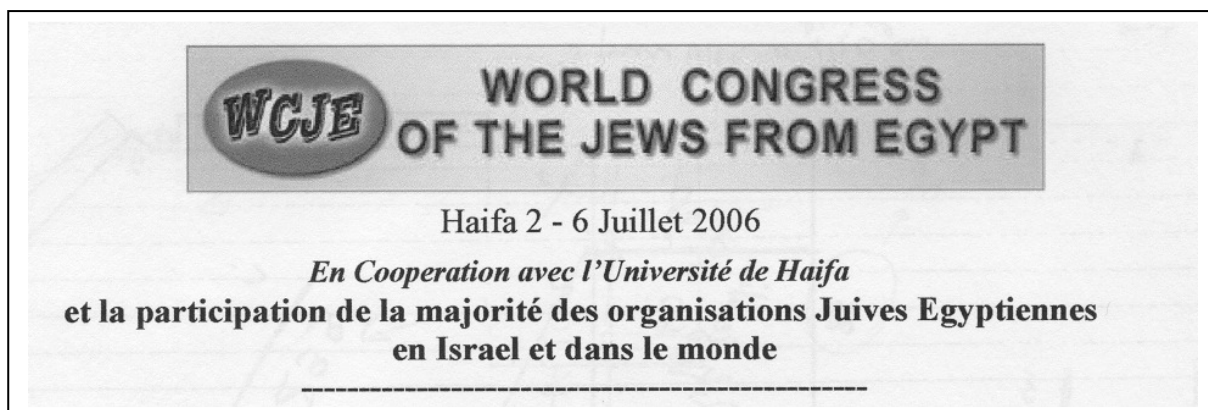 WCJE
WORLD CONGRESS
OF THE JEWS FROM EGYPT
Haifa 2 - 6 Juillet 2006
En Cooperation avec l’Université de Haifa
et la participation de la majorité des organisations Juives Egyptiennes
en Israel et dans le monde
-------------------------------------------------